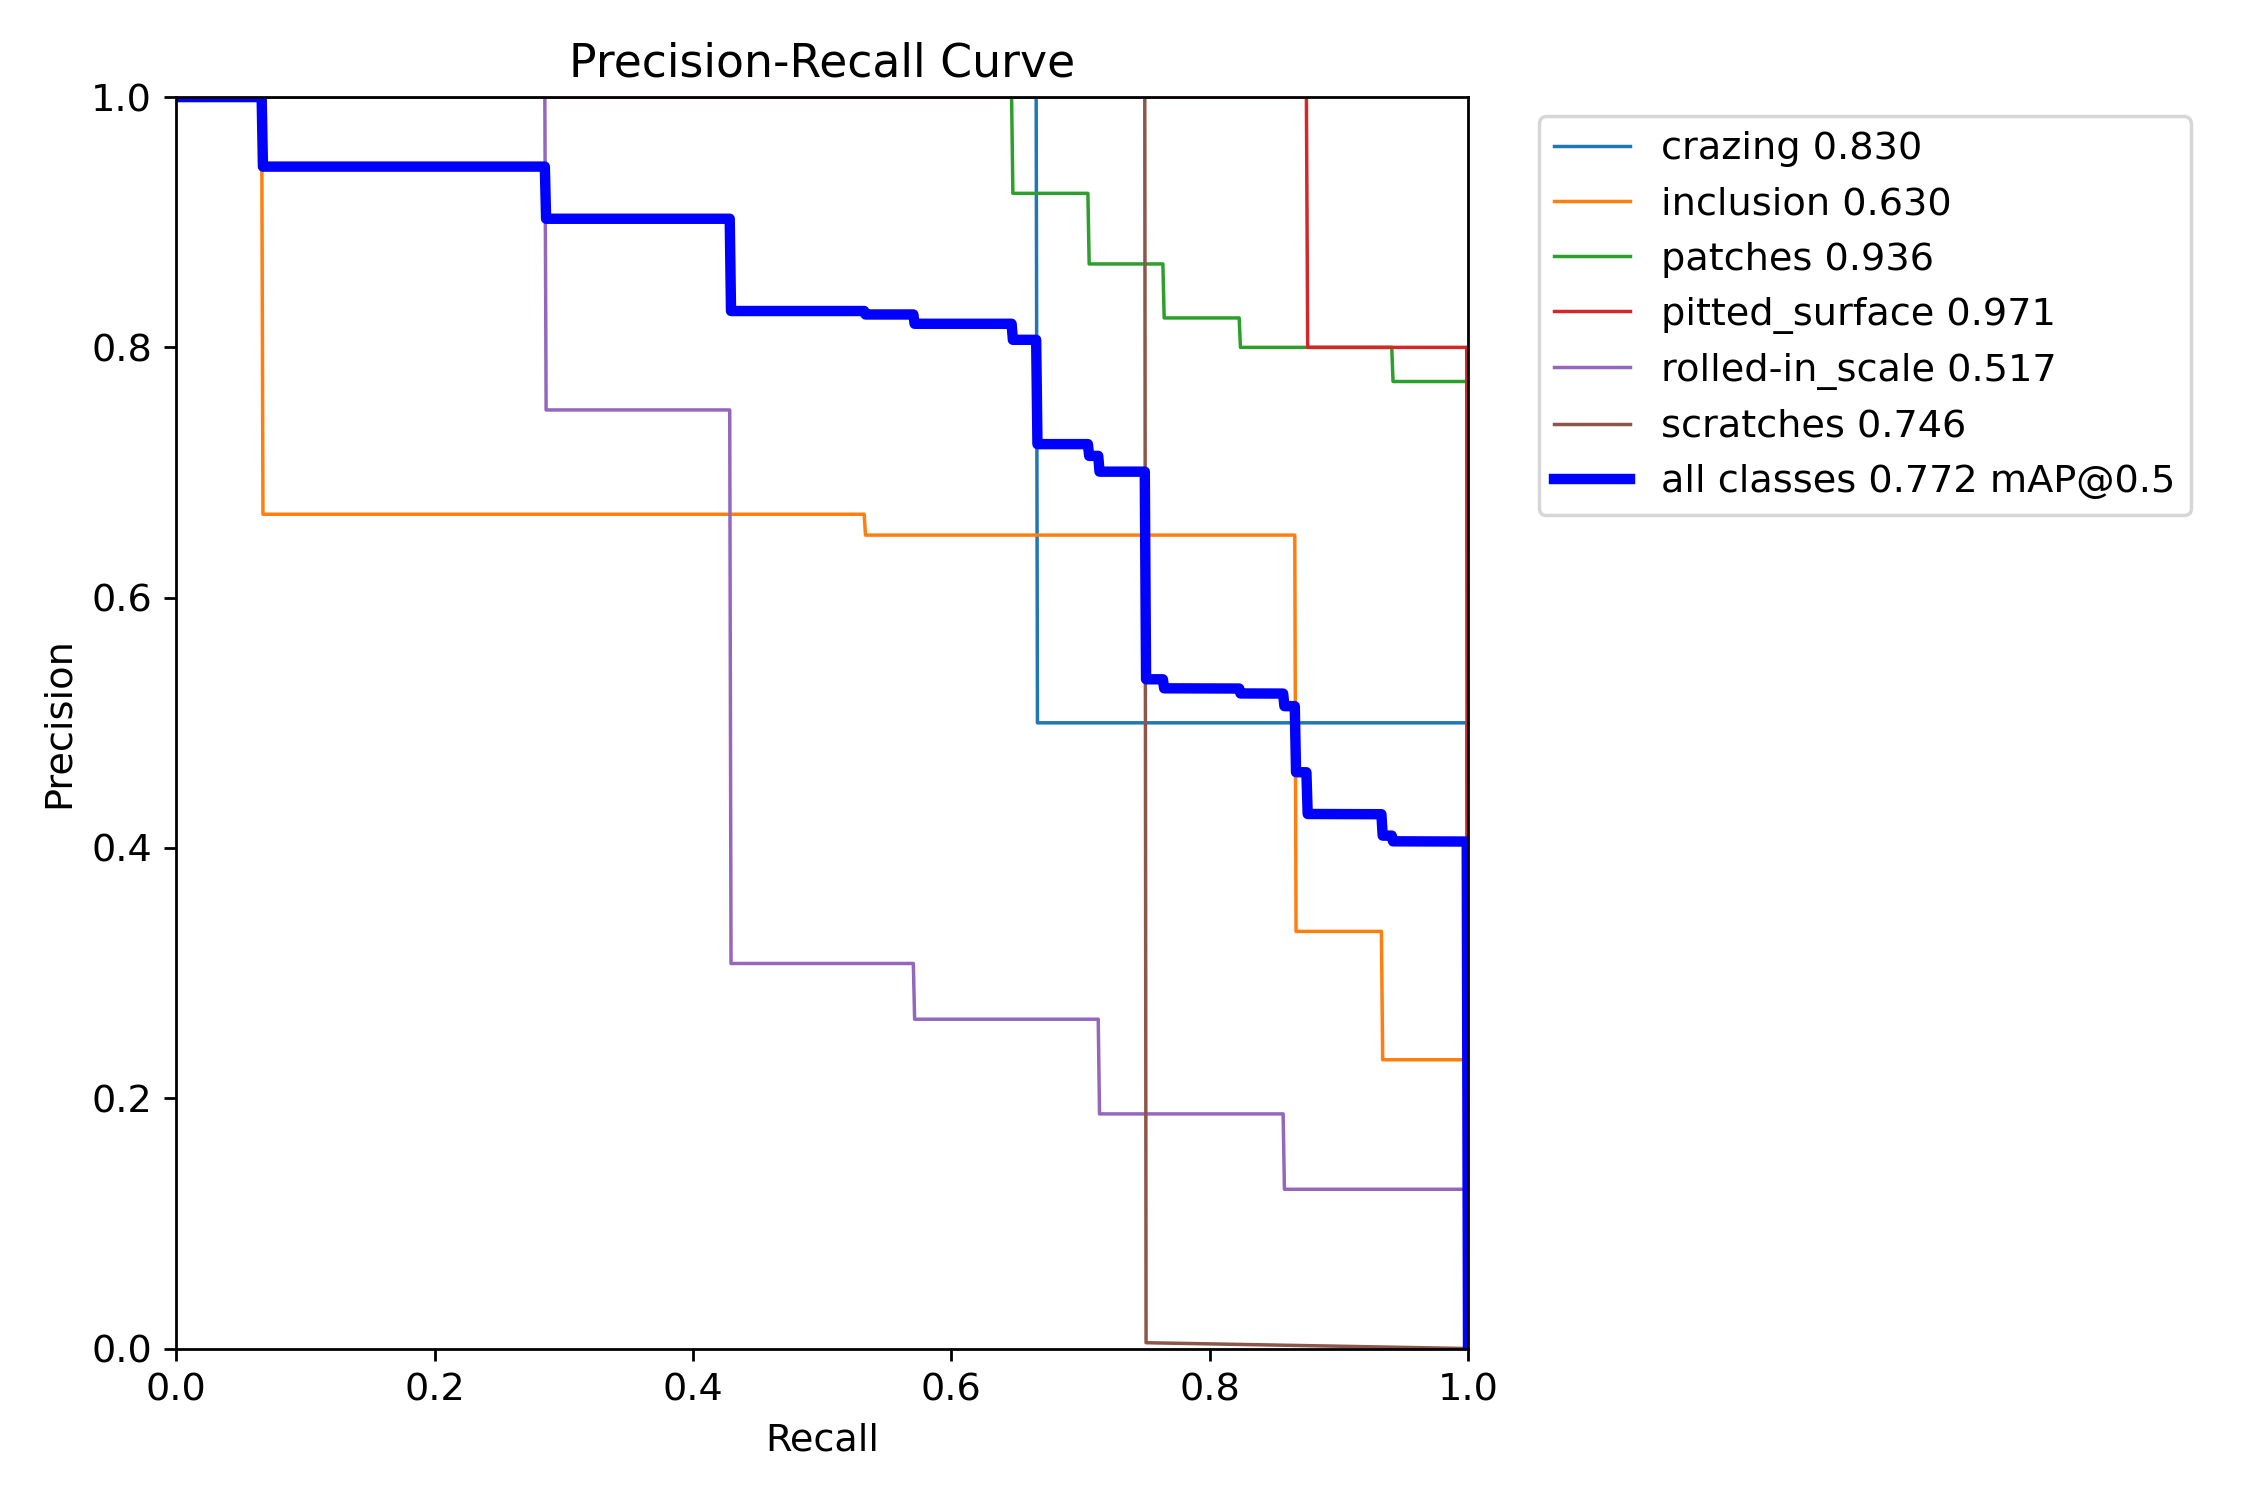 Precision-Recall Curve
1.0
0.8
0.6
0.4
0.2
0.0
Precision
0.0 0.2 0.4 0.6 0.8 1.0
Recall
crazing 0.830
inclusion 0.630
patches 0.936
pitted_surface 0.971
rolled-in_scale 0.517
scratches 0.746
all classes 0.772 mAP@0.5